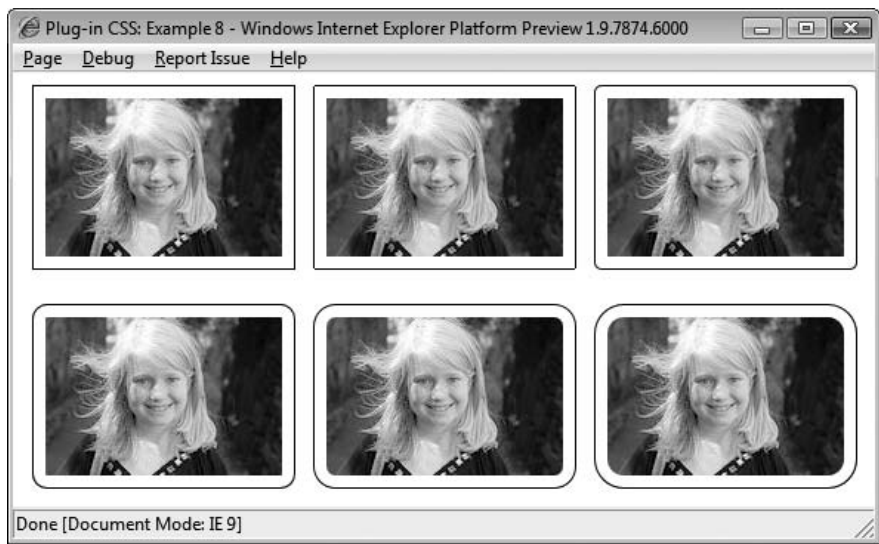 Plug-in CSS: Example 8 - Windows Internet Explorer Platform Preview 1.9.7874.6000
Page Debug Report Issue Help
Done [Document Mode: IE 9]